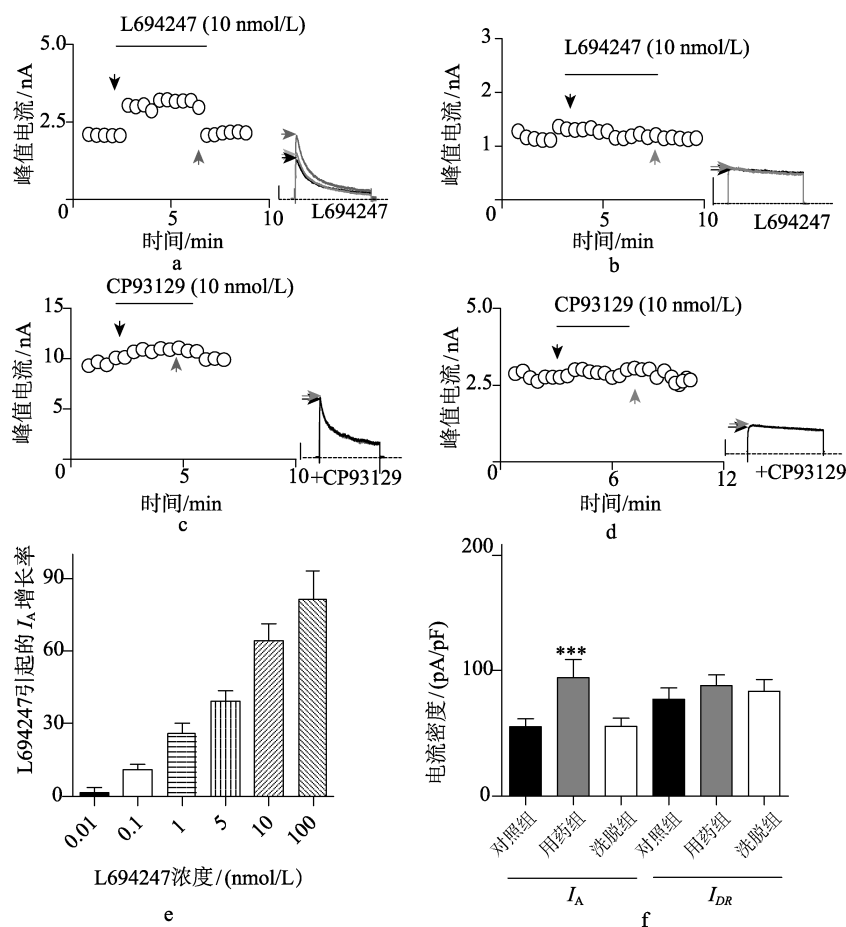 L694247 (10 nmol/L)
5.0
2.5
0
5
10
峰值电流/nA
时间/min
L694247
a
L694247 (10 nmol/L)
3
2
1
0
5
10
峰值电流/nA
时间/min
L694247
b
CP93129 (10 nmol/L)
15
10
5
0
5
10
峰值电流/nA
时间/min
+CP93129
c
CP93129 (10 nmol/L)
5.0
2.5
0
6
12
峰值电流/nA
时间/min
+CP93129
d
L694247引起的 IA 增长率
90
60
30
0
0.01
0.1
1
5
10
100
L694247浓度/(nmol/L)
e
电流密度/(pA/pF)
200
100
0
***
对照组
用药组
洗脱组
对照组
用药组
洗脱组
IA
IDR
f